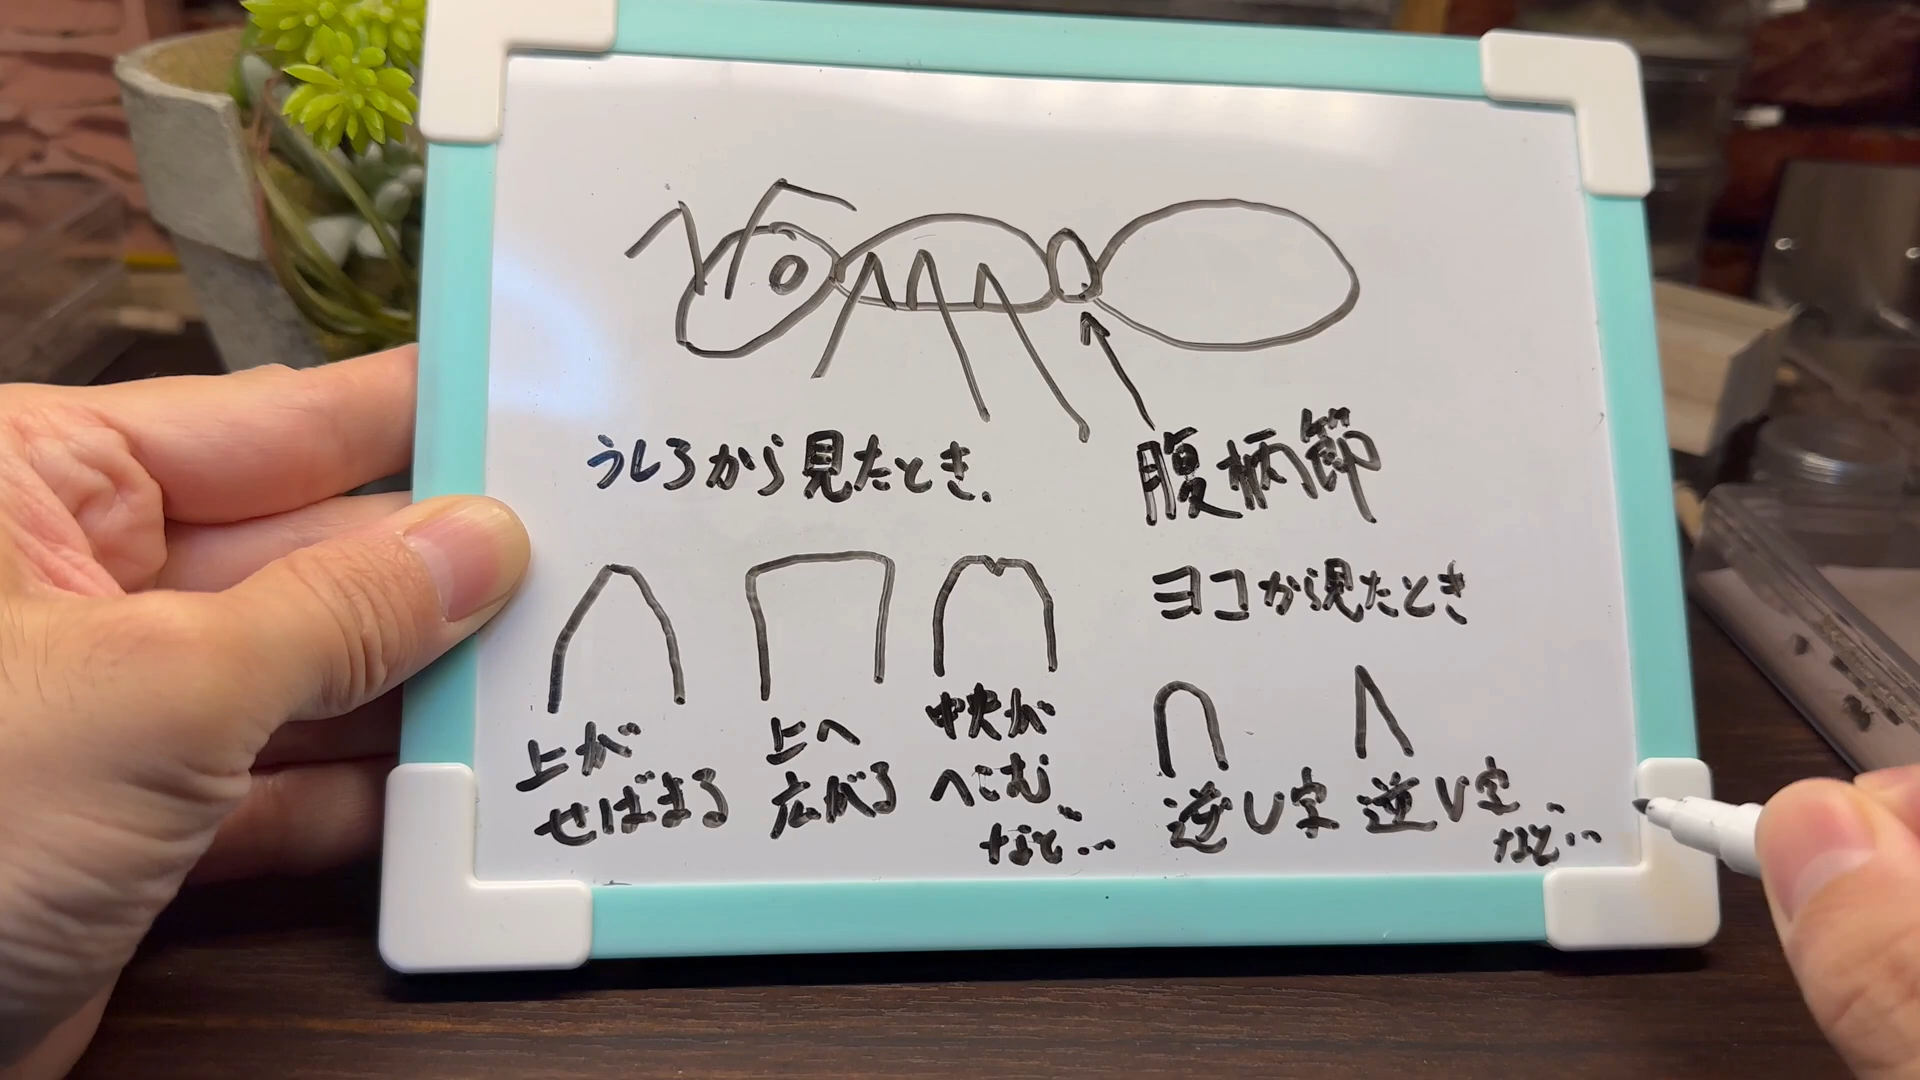 うしろから見たとき、
腹柄節
上が
せばまる
上へ
広がる
中央が
へこむ、
など…
ヨコから見たとき
逆U字
逆V字、
など…